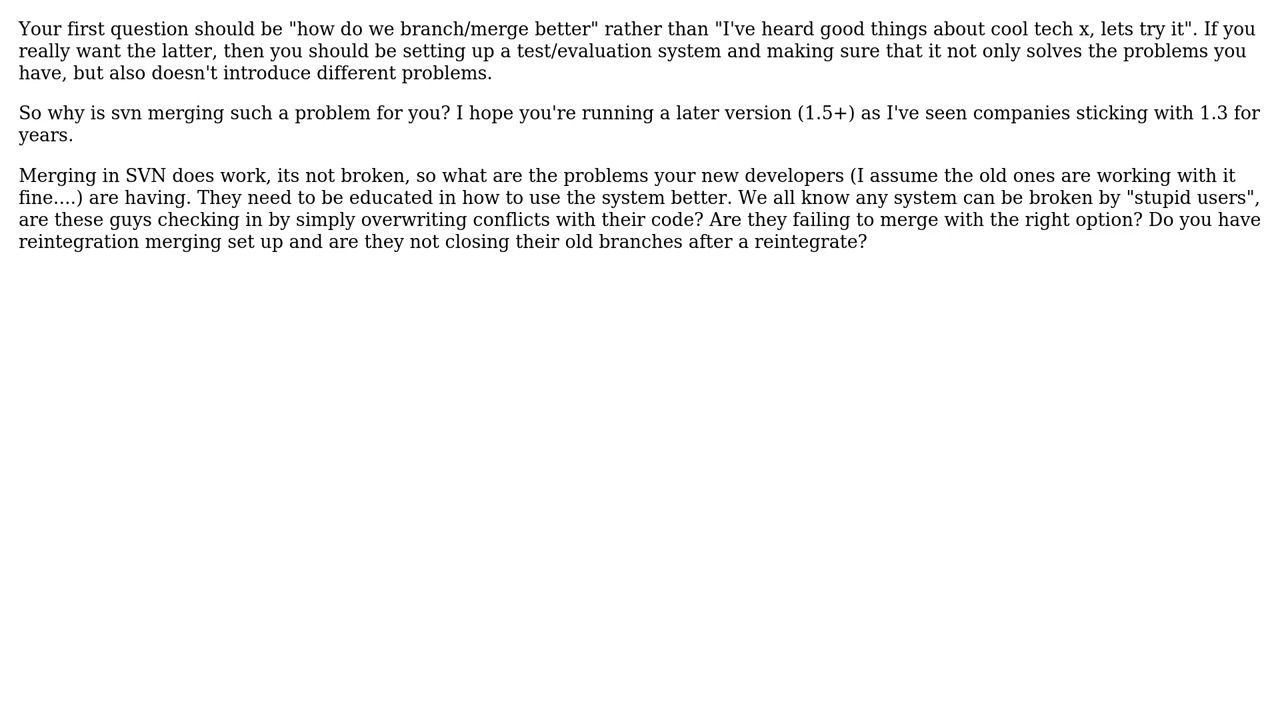 Your first question should be "how do we branch/merge better" rather than "I've heard good things about cool tech x, lets try it". If you
really want the latter, then you should be setting up a test/evaluation system and making sure that it not only solves the problems you
have, but also doesn't introduce different problems.
So why is svn merging such a problem for you? I hope you're running a later version (1.5+) as I've seen companies sticking with 1.3 for
years.
Merging in SVN does work, its not broken, so what are the problems your new developers (I assume the old ones are working with it
fine....) are having. They need to be educated in how to use the system better. We all know any system can be broken by "stupid users",
are these guys checking in by simply overwriting conflicts with their code? Are they failing to merge with the right option? Do you have
reintegration merging set up and are they not closing their old branches after a reintegrate?